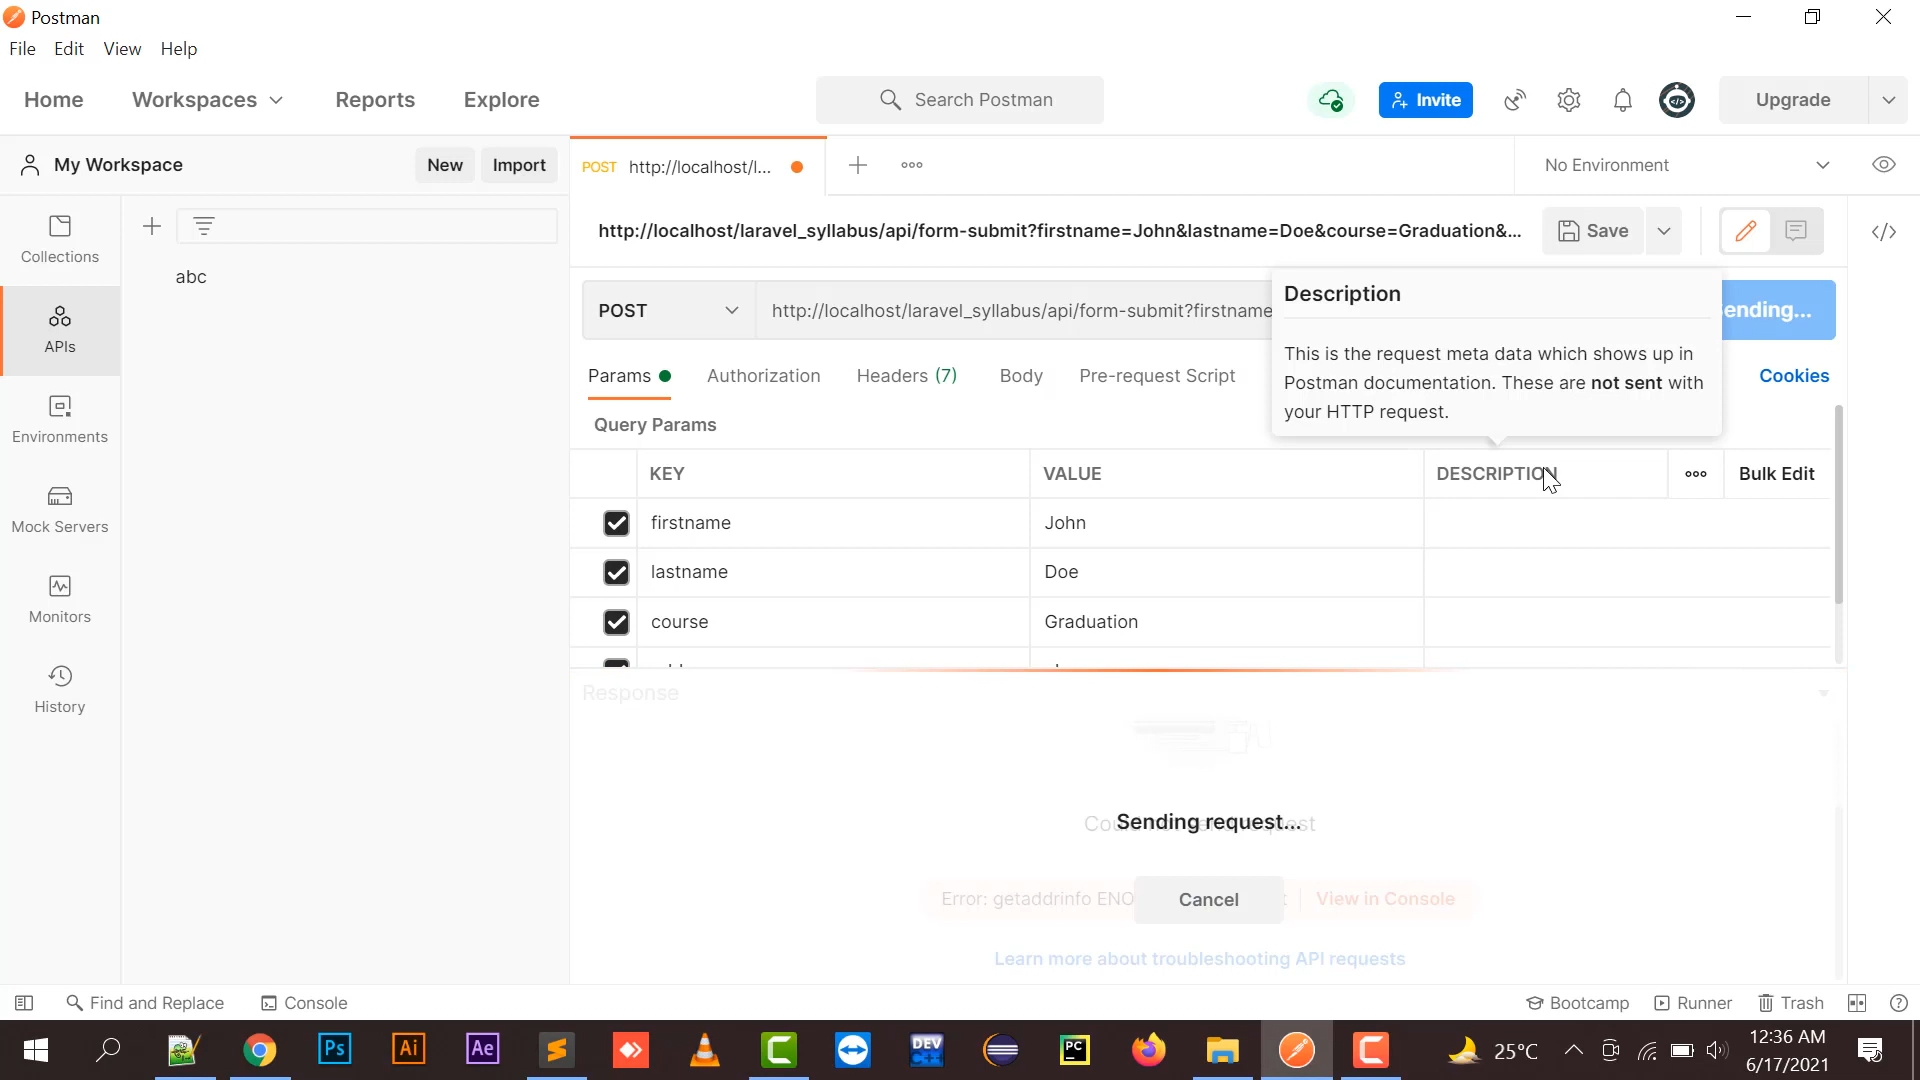 Postman
File Edit View Help
Home Workspaces Reports Explore Search Postman Invite Upgrade
My Workspace New Import POST http://localhost/l... No Environment
http://localhost/laravel_syllabus/api/form-submit?firstname=John&lastname=Doe&course=Graduation&... Save
Collections
abc
APIs
Environments
Mock Servers
Monitors
History
POST http://localhost/laravel_syllabus/api/form-submit?firstname ending...
Description
This is the request meta data which shows up in
Postman documentation. These are not sent with
your HTTP request.
Params Authorization Headers (7) Body Pre-request Script Cookies
Query Params
KEY VALUE DESCRIPTION Bulk Edit
firstname John
lastname Doe
course Graduation
Response
Sending request...
Error: getaddrinfo ENO Cancel View in Console
Learn more about troubleshooting API requests
Find and Replace Console Bootcamp Runner Trash
Ps Ai Ae DEV C++ PC 25°C 12:36 AM
6/17/2021